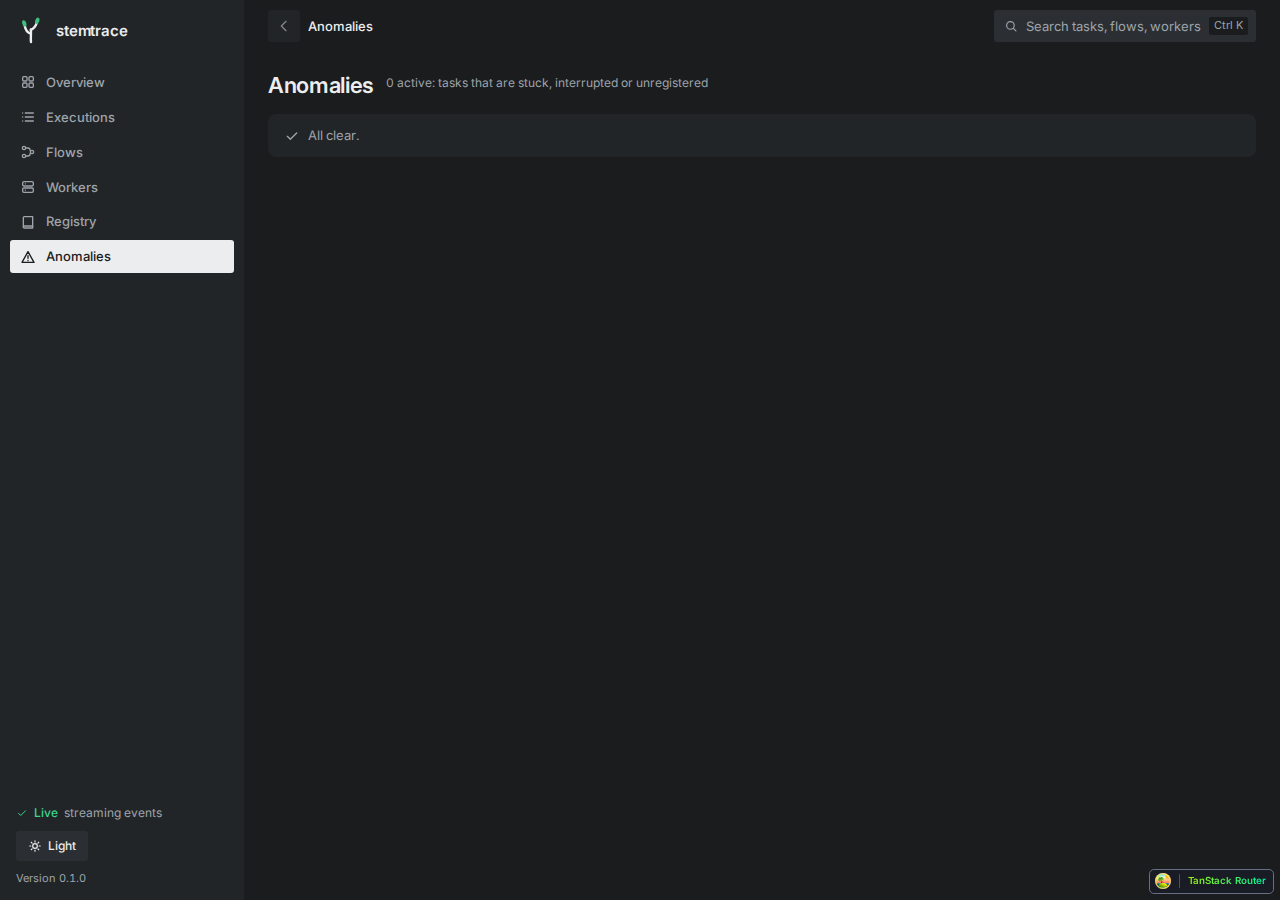 stemtrace
Overview
Executions
Flows
Workers
Registry
Anomalies
Live streaming events
Light
Version 0.1.0
Anomalies
Search tasks, flows, workers Ctrl K
Anomalies 0 active: tasks that are stuck, interrupted or unregistered
All clear.
TanStack Router